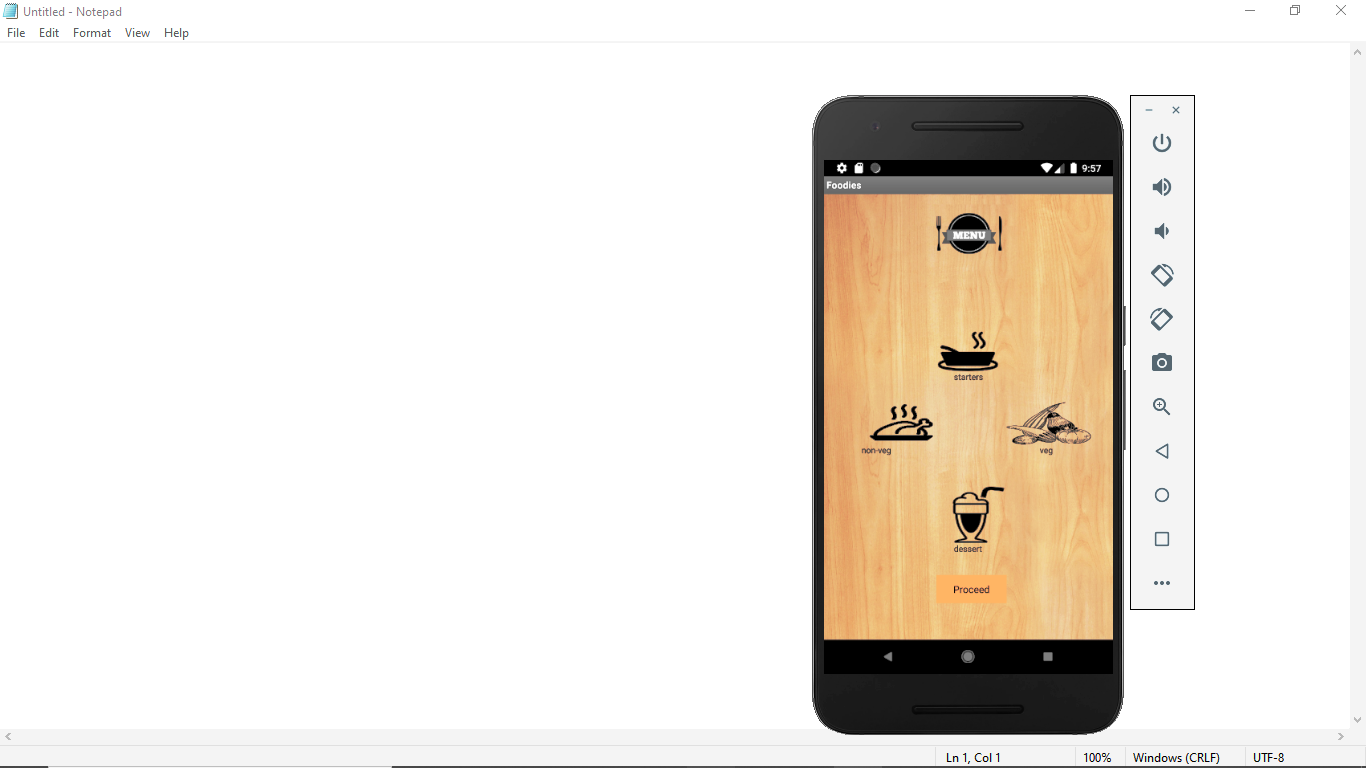 Untitled - Notepad
File Edit Format View Help
9:57
Foodies
MENU
starters
non-veg
veg
dessert
Proceed
Ln 1, Col 1 100% Windows (CRLF) UTF-8